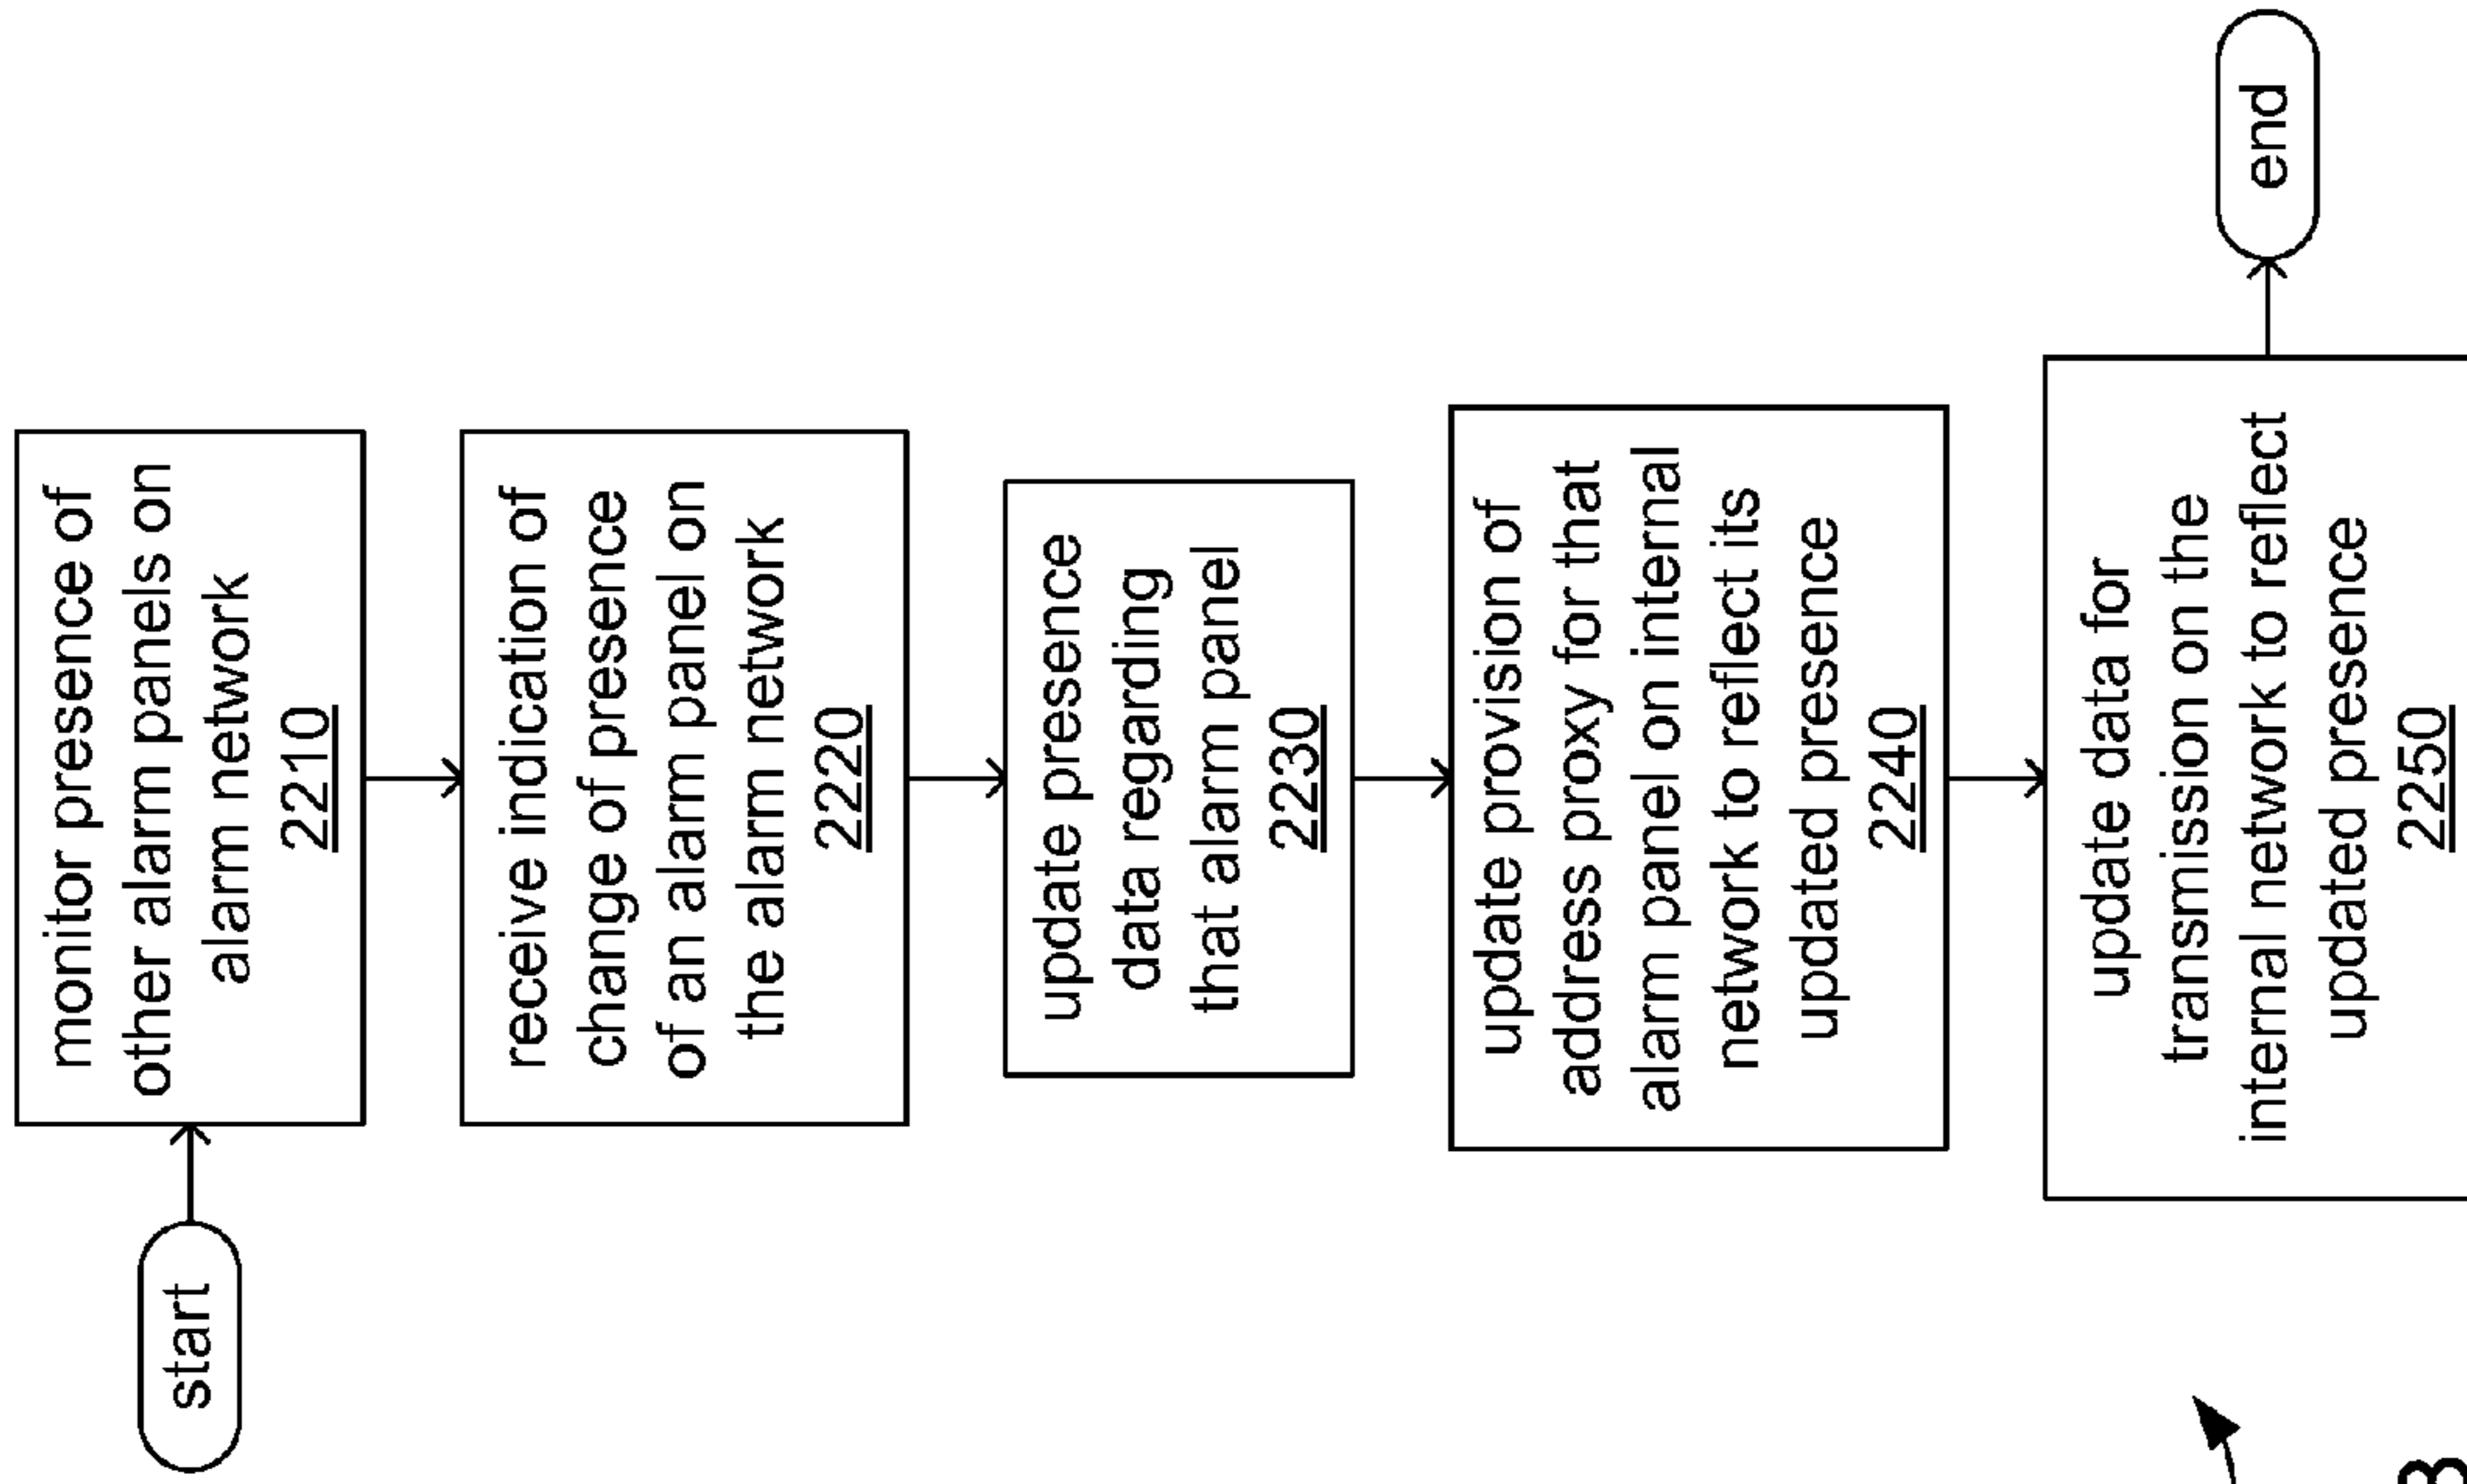 start
monitor presence of
other alarm panels on
alarm network
2210
receive indication of
change of presence
of an alarm panel on
the alarm network
2220
update presence
data regarding
that alarm panel
2230
update provision of
address proxy for that
alarm panel on internal
network to reflect its
updated presence
2240
update data for
transmission on the
internal network to reflect
updated presence
2250
end